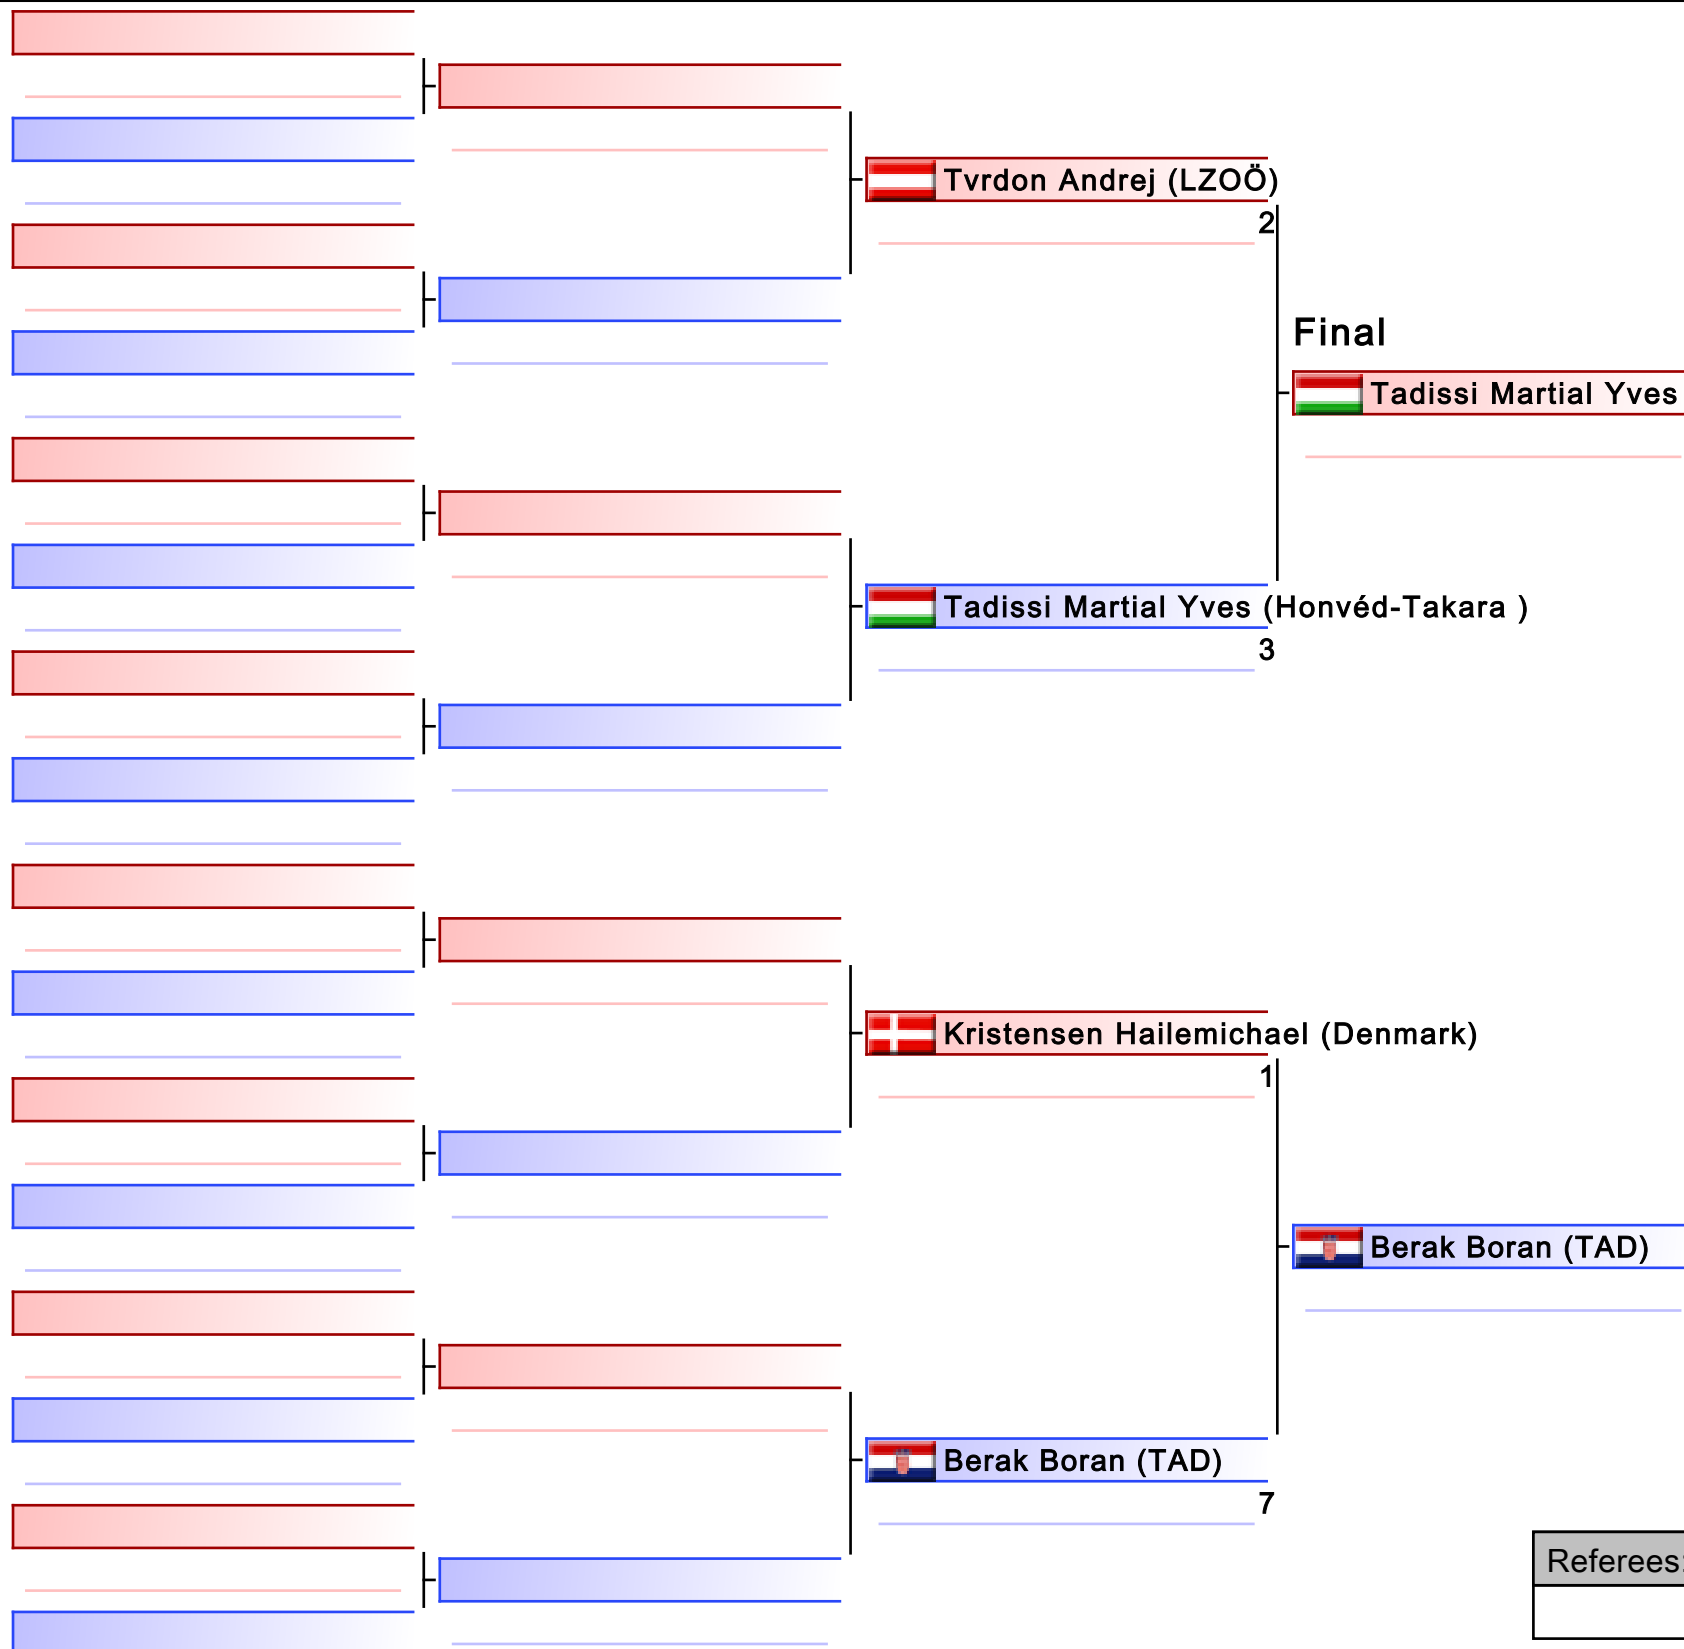 Tvrdon Andrej (LZOÖ)
2
Final
Tadissi Martial Yves
Tadissi Martial Yves (Honvéd-Takara )
3
Kristensen Hailemichael (Denmark)
1
Berak Boran (TAD)
Berak Boran (TAD)
7
Referees: